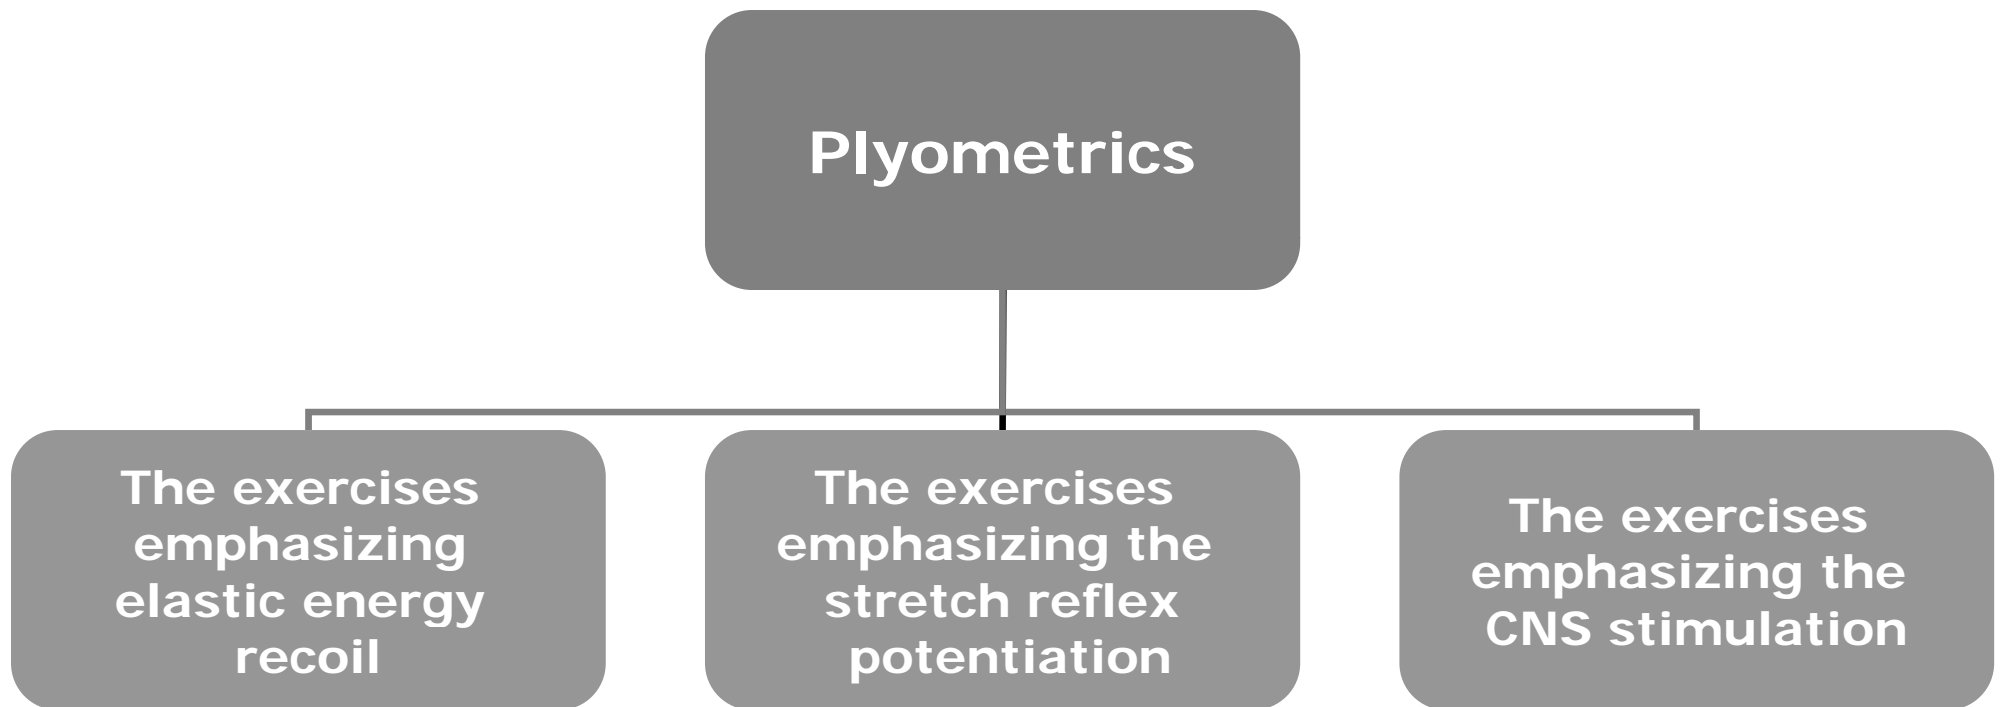 Plyometrics
The exercises
emphasizing
elastic energy
recoil
The exercises
emphasizing the
stretch reflex
potentiation
The exercises
emphasizing the
CNS stimulation